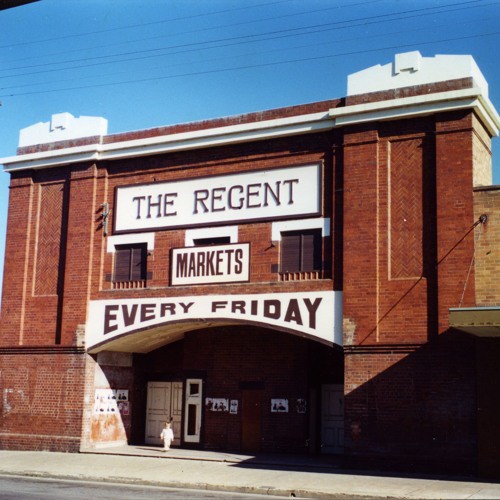 THE REGENT
MARKETS
EVERY FRIDAY